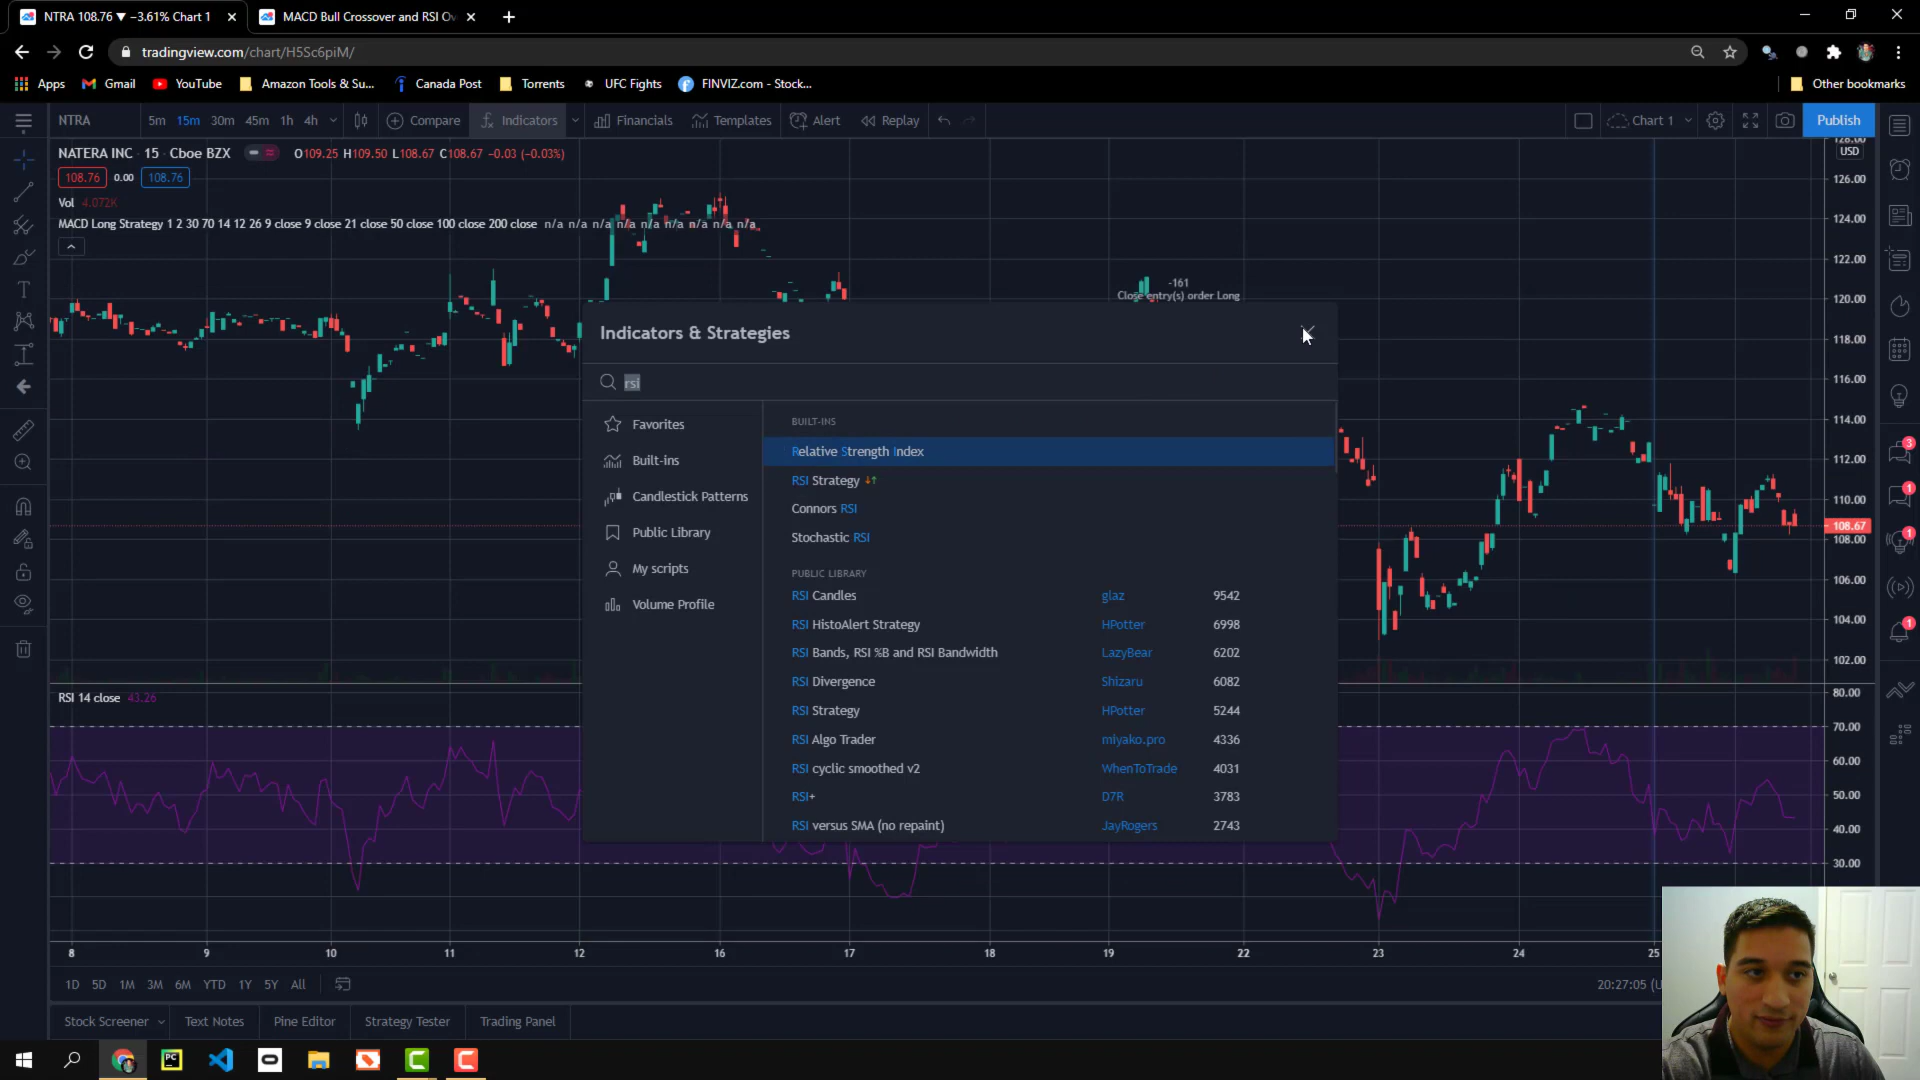 NTRA 108.76 ▼ −3.61% Chart 1
MACD Bull Crossover and RSI Ov
tradingview.com/chart/H5Sc6piM/
Apps
Gmail
YouTube
Amazon Tools & Su...
Canada Post
Torrents
UFC Fights
FINVIZ.com - Stock...
Other bookmarks
NTRA
5m 15m 30m 45m 1h 4h
Compare
Indicators
Financials
Templates
Alert
Replay
Chart 1
Publish
NATERA INC · 15 · Cboe BZX
O109.25 H109.50 L108.67 C108.67 −0.03 (−0.03%)
108.76 0.00 108.76
Vol 4.072K
MACD Long Strategy 1 2 30 70 14 12 26 9 close 9 close 21 close 50 close 100 close 200 close n/a n/a n/a n/a n/a n/a n/a n/a n/a
-161
Close entry(s) order Long
Indicators & Strategies
rsi
Favorites
Built-ins
Candlestick Patterns
Public Library
My scripts
Volume Profile
BUILT-INS
Relative Strength Index
RSI Strategy
Connors RSI
Stochastic RSI
PUBLIC LIBRARY
RSI Candles glaz 9542
RSI HistoAlert Strategy HPotter 6998
RSI Bands, RSI %B and RSI Bandwidth LazyBear 6202
RSI Divergence Shizaru 6082
RSI Strategy HPotter 5244
RSI Algo Trader miyako.pro 4336
RSI cyclic smoothed v2 WhenToTrade 4031
RSI+ D7R 3783
RSI versus SMA (no repaint) JayRogers 2743
128.00
USD
126.00
124.00
122.00
120.00
118.00
116.00
114.00
112.00
110.00
108.67
108.00
106.00
104.00
102.00
RSI 14 close 43.26
80.00
70.00
60.00
50.00
40.00
30.00
8 9 10 11 12 16 17 18 19 22 23 24 25
1D 5D 1M 3M 6M YTD 1Y 5Y All
20:27:05 (U
Stock Screener
Text Notes
Pine Editor
Strategy Tester
Trading Panel
3
1
1
1
PC